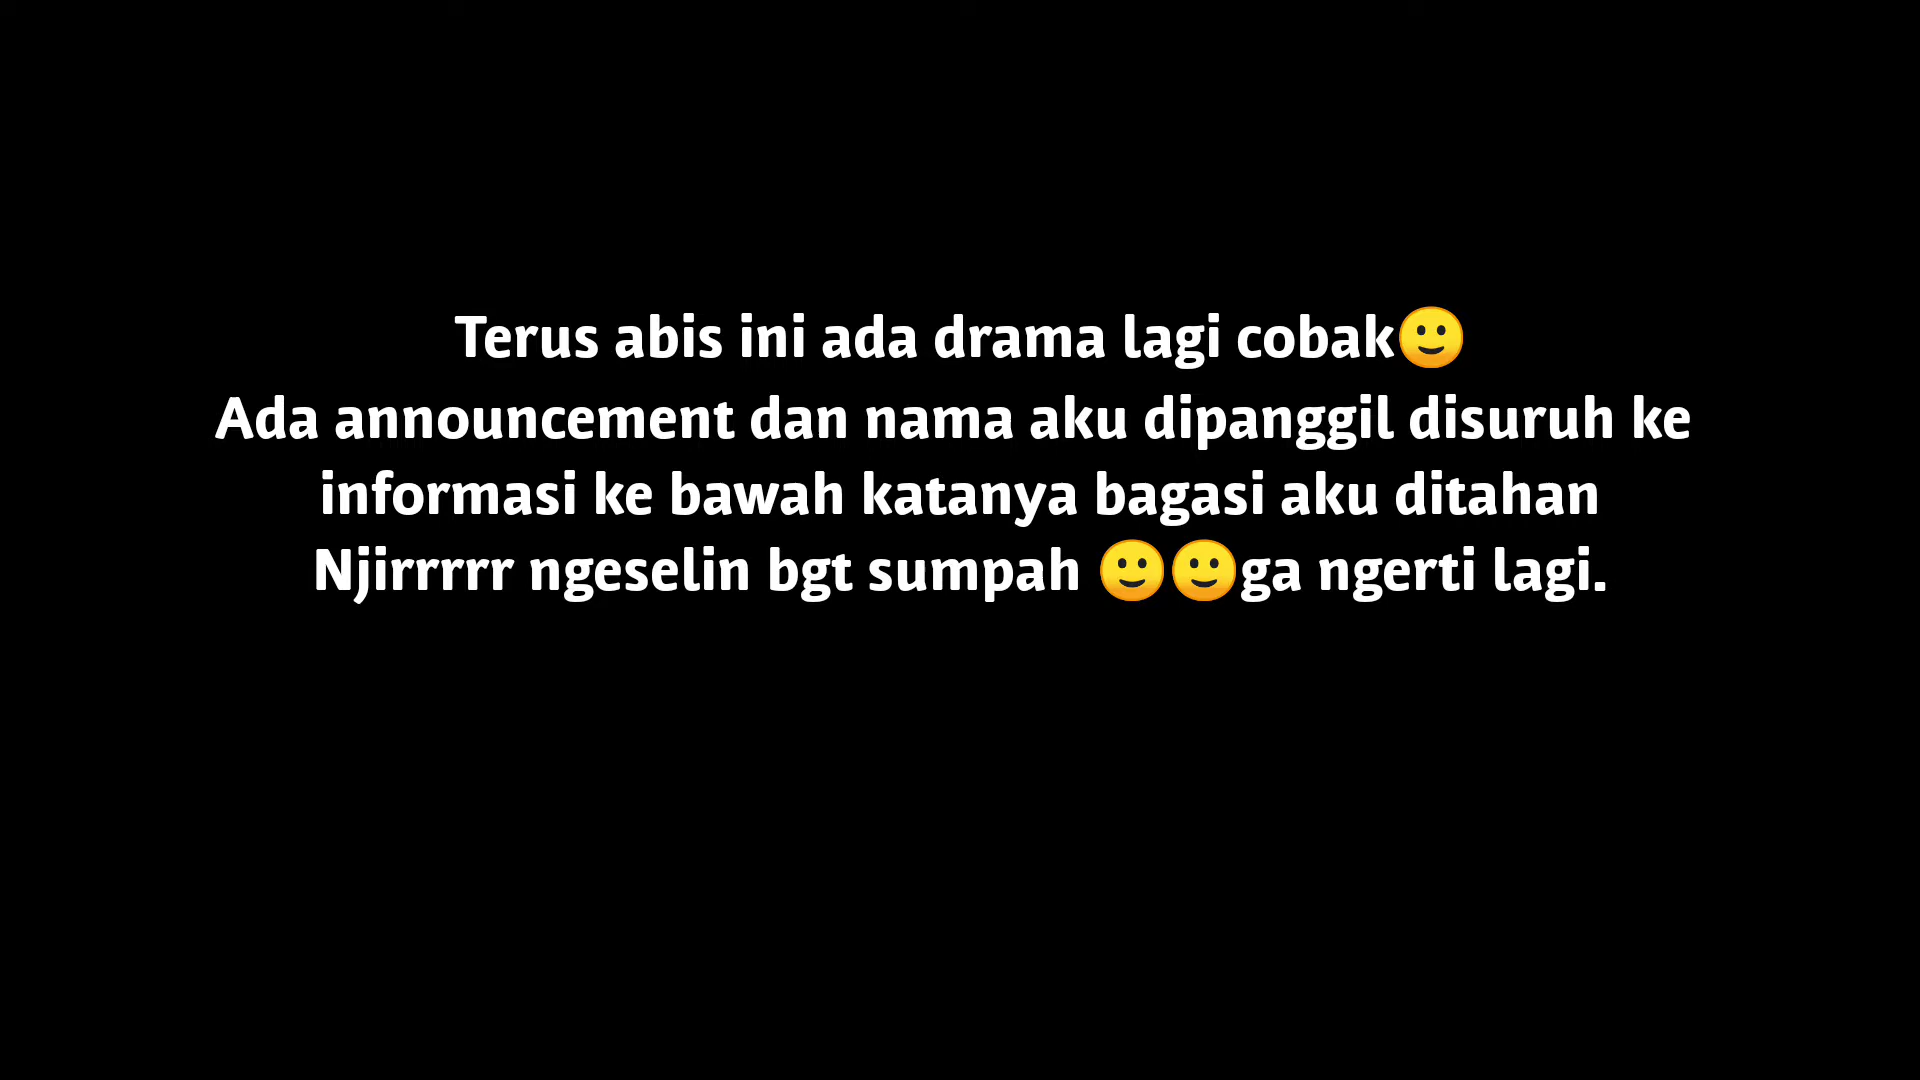 Terus abis ini ada drama lagi cobak🙂
Ada announcement dan nama aku dipanggil disuruh ke
informasi ke bawah katanya bagasi aku ditahan
Njirrrrr ngeselin bgt sumpah 🙂🙂ga ngerti lagi.